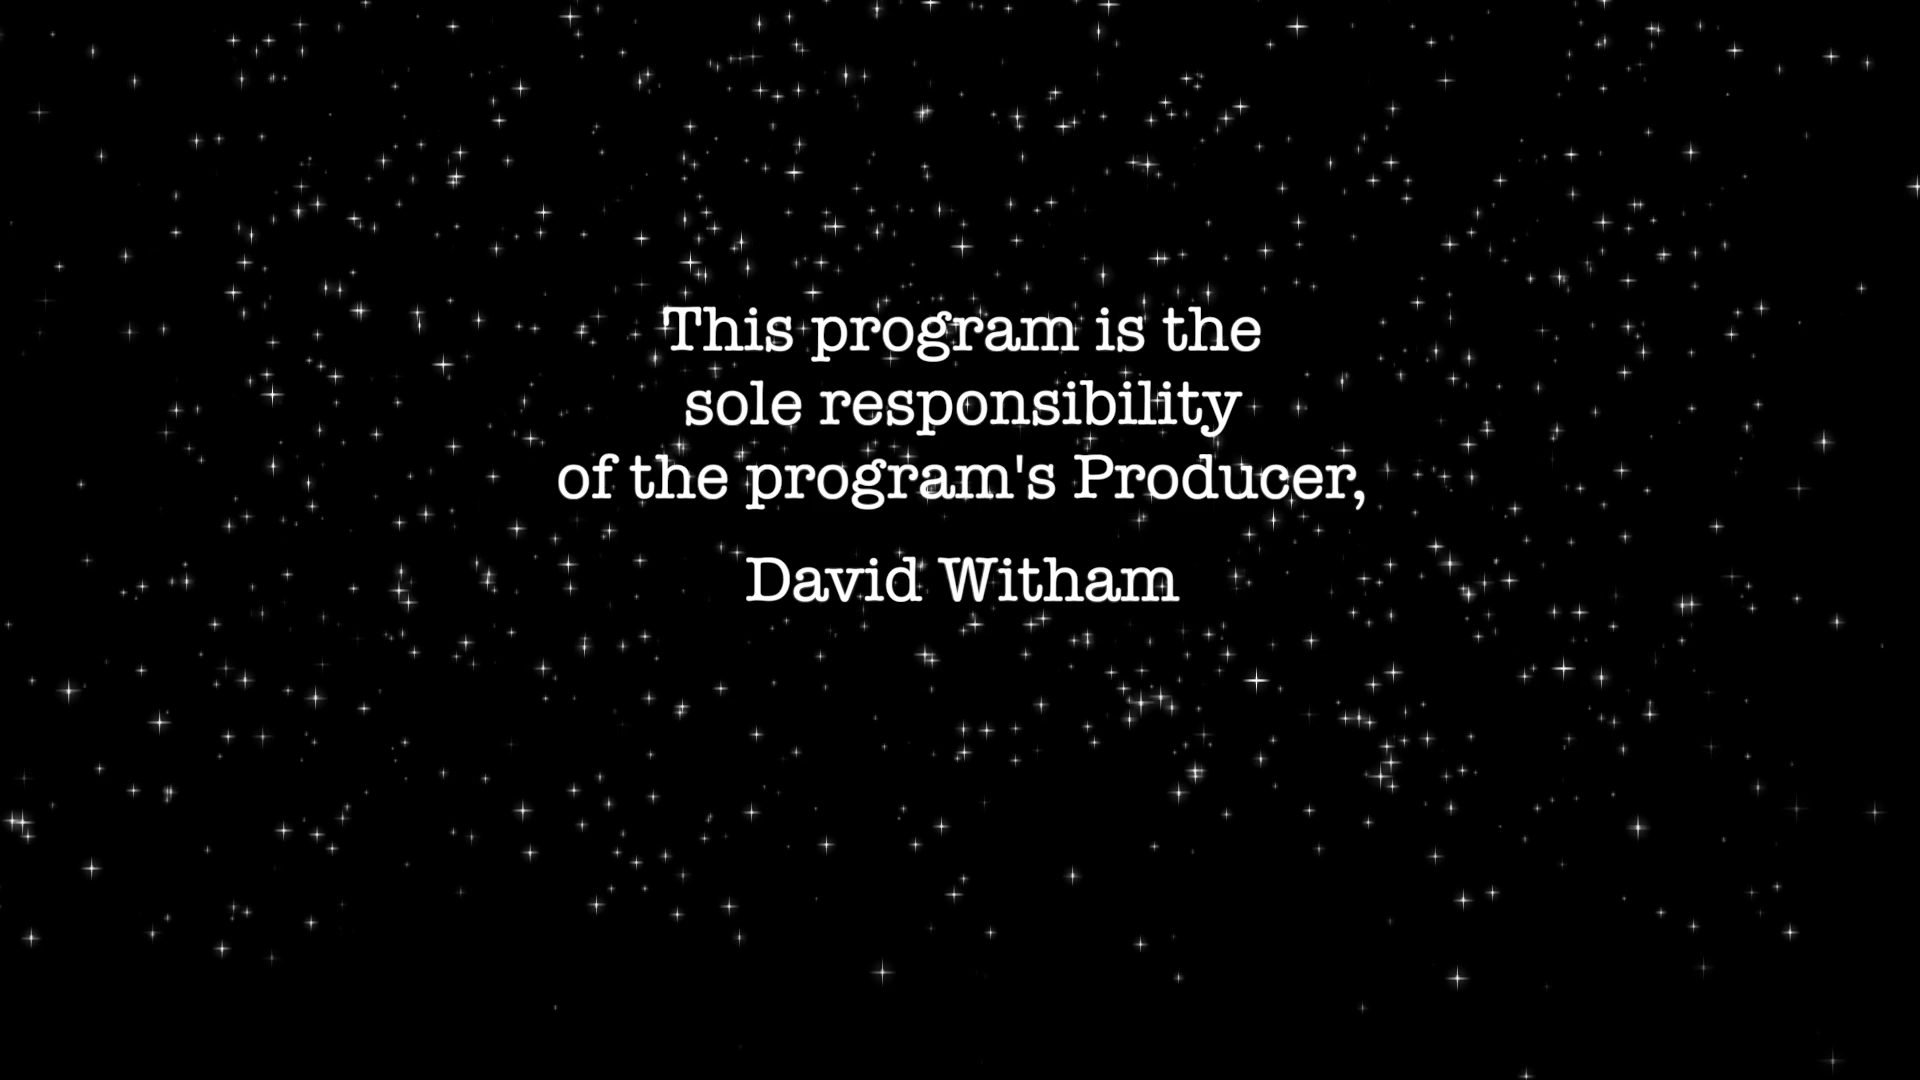 This program is the
sole responsibility
of the program's Producer,
David Witham